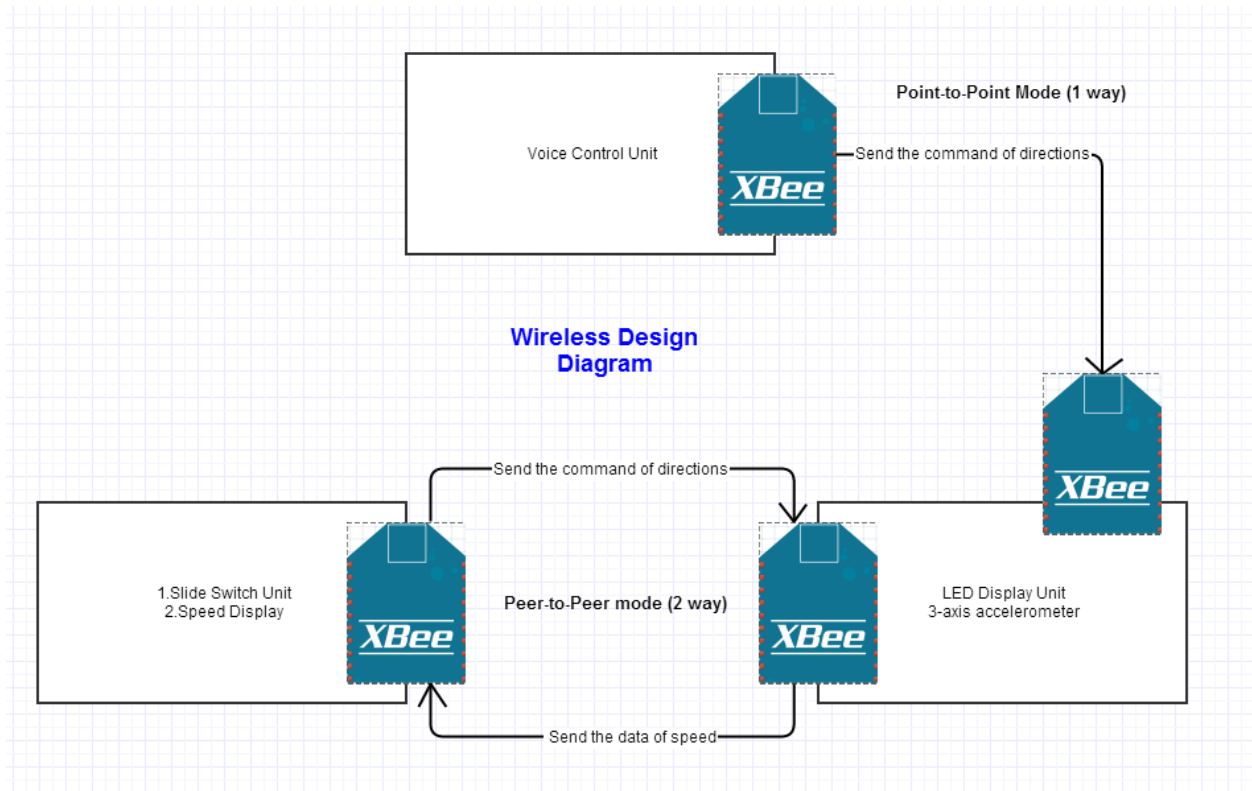 Point-to-Point Mode (1 way)
Voice Control Unit
Send the command of directions
XBee
Wireless Design
Diagram
XBee
Send the command of directions
1.Slide Switch Unit
2.Speed Display
XBee
Peer-to-Peer mode (2 way)
XBee
LED Display Unit
3-axis accelerometer
Send the data of speed